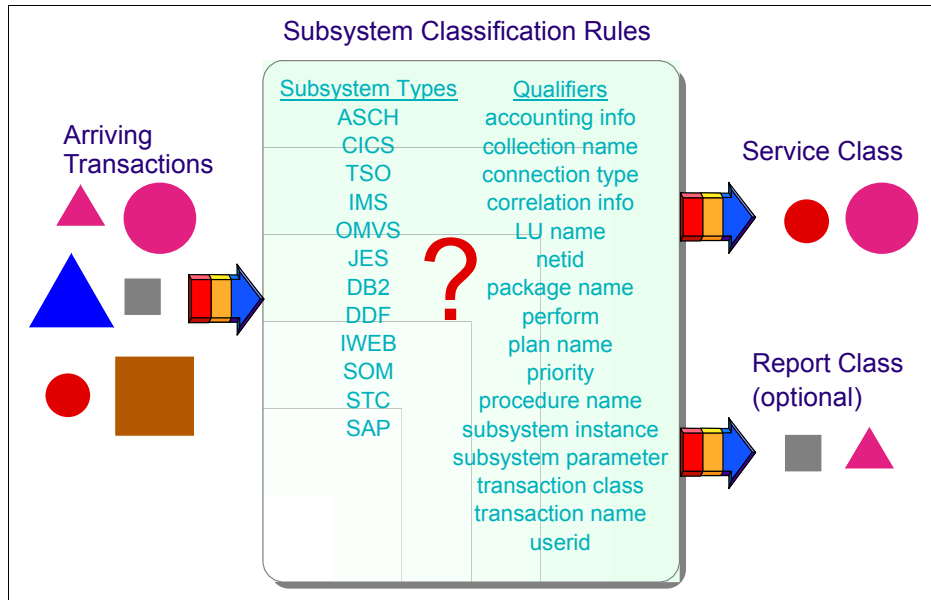 Subsystem Classification Rules
Arriving
Transactions
Subsystem Types
ASCH
CICS
TSO
IMS
OMVS
JES
DB2
DDF
IWEB
SOM
STC
SAP
?
Qualifiers
accounting info
collection name
connection type
correlation info
LU name
netid
package name
perform
plan name
priority
procedure name
subsystem instance
subsystem parameter
transaction class
transaction name
userid
Service Class
Report Class
(optional)